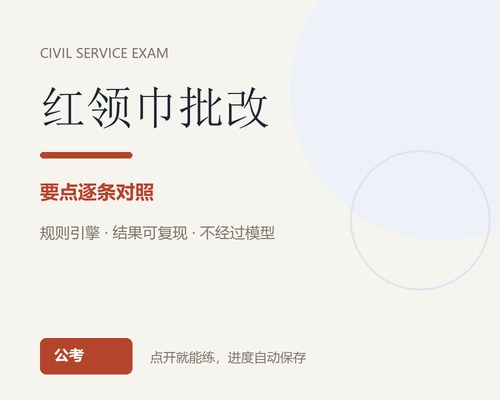 CIVIL SERVICE EXAM
红领巾批改
要点逐条对照
规则引擎 · 结果可复现 · 不经过模型
公考
点开就能练，进度自动保存